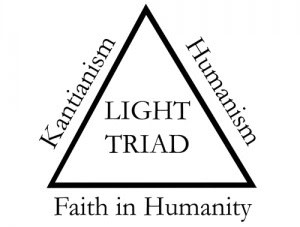 Kantianism
Humanism
LIGHT
TRIAD
Faith in Humanity